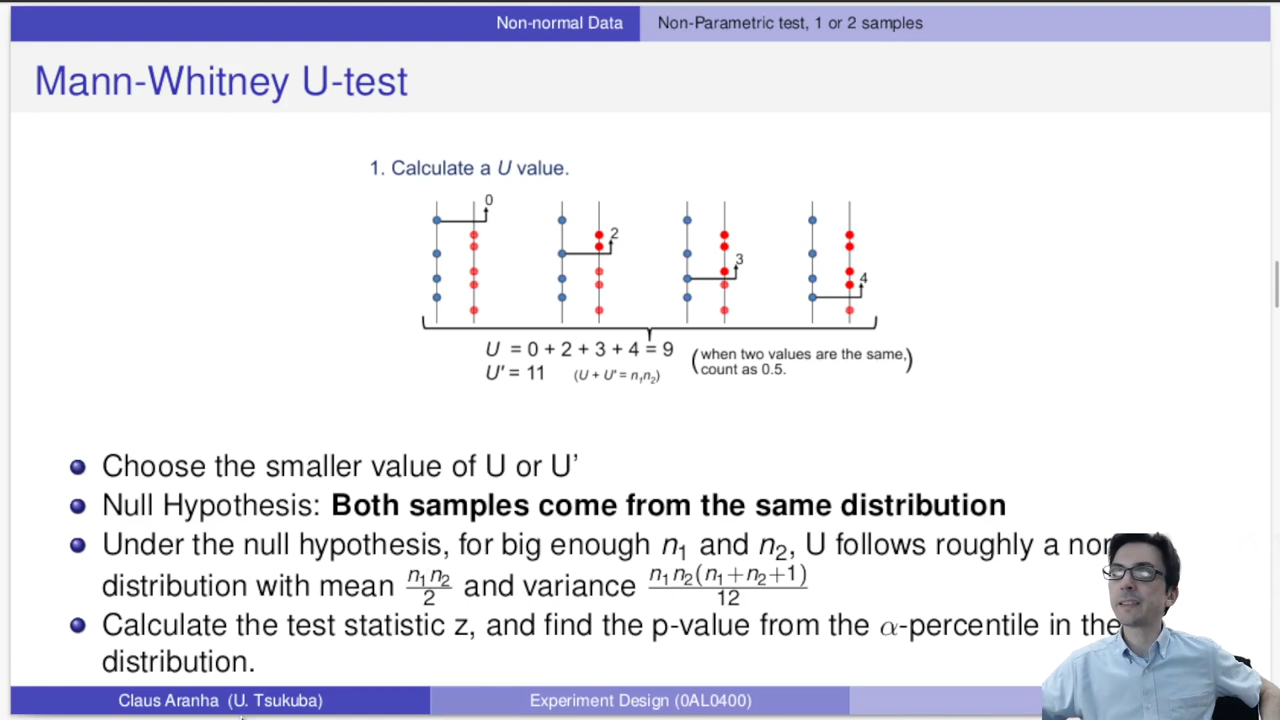 Non-normal Data
Non-Parametric test, 1 or 2 samples
Mann-Whitney U-test
1. Calculate a U value.
0
2
3
4
U = 0 + 2 + 3 + 4 = 9
U' = 11 (U + U' = n₁n₂)
(when two values are the same, count as 0.5.)
Choose the smaller value of U or U'
Null Hypothesis: Both samples come from the same distribution
Under the null hypothesis, for big enough n₁ and n₂, U follows roughly a
distribution with mean n₁n₂/2 and variance n₁n₂(n₁+n₂+1)/12
Calculate the test statistic z, and find the p-value from the α-percentile in the
distribution.
Claus Aranha (U. Tsukuba)
Experiment Design (0AL0400)